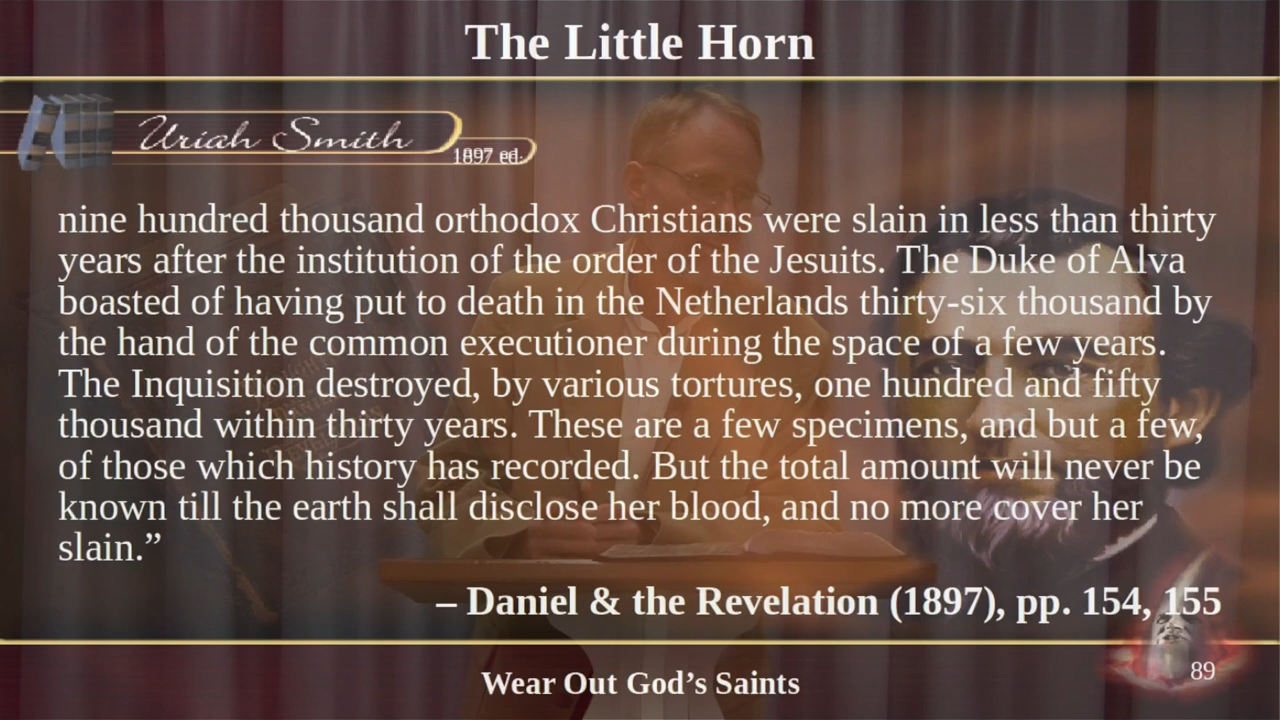 The Little Horn
Uriah Smith
1897 ed.
nine hundred thousand orthodox Christians were slain in less than thirty
years after the institution of the order of the Jesuits. The Duke of Alva
boasted of having put to death in the Netherlands thirty-six thousand by
the hand of the common executioner during the space of a few years.
The Inquisition destroyed, by various tortures, one hundred and fifty
thousand within thirty years. These are a few specimens, and but a few,
of those which history has recorded. But the total amount will never be
known till the earth shall disclose her blood, and no more cover her
slain.”
– Daniel & the Revelation (1897), pp. 154, 155
Wear Out God’s Saints
89